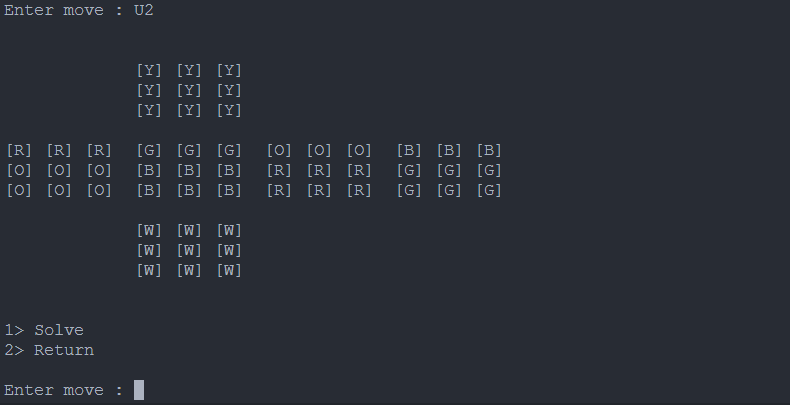 Enter move : U2
[Y] [Y] [Y]
[Y] [Y] [Y]
[Y] [Y] [Y]
[R] [R] [R] [G] [G] [G] [O] [O] [O] [B] [B] [B]
[O] [O] [O] [B] [B] [B] [R] [R] [R] [G] [G] [G]
[O] [O] [O] [B] [B] [B] [R] [R] [R] [G] [G] [G]
[W] [W] [W]
[W] [W] [W]
[W] [W] [W]
1> Solve
2> Return
Enter move :